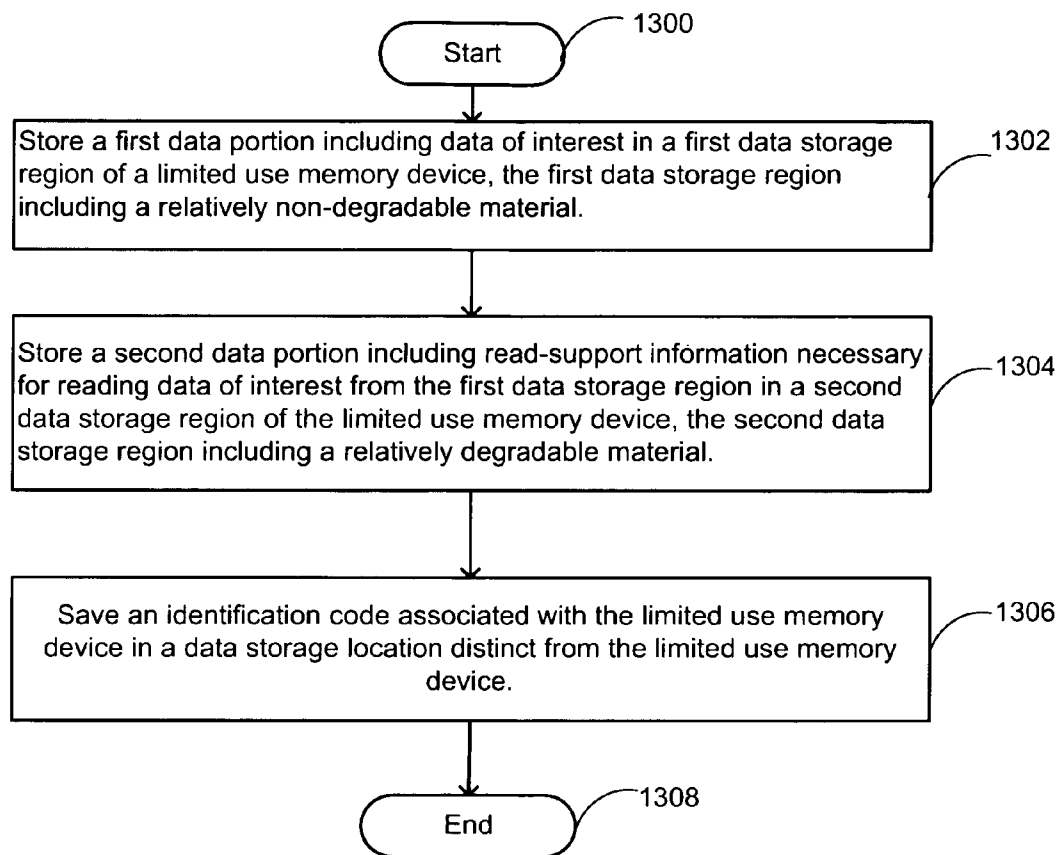 1300
Start
Store a first data portion including data of interest in a first data storage
region of a limited use memory device, the first data storage region
including a relatively non-degradable material.
1302
Store a second data portion including read-support information necessary
for reading data of interest from the first data storage region in a second
data storage region of the limited use memory device, the second data
storage region including a relatively degradable material.
1304
Save an identification code associated with the limited use memory
device in a data storage location distinct from the limited use memory
device.
1306
End
1308